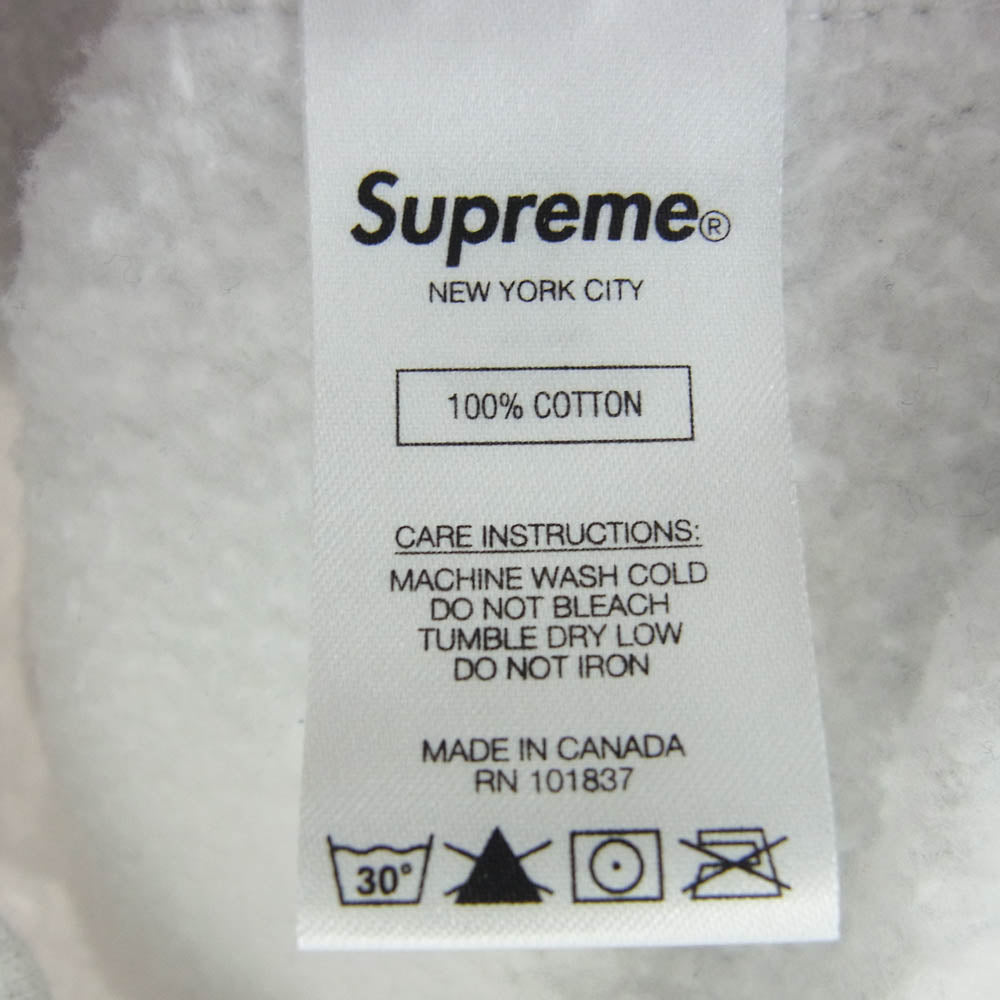 Supreme®
NEW YORK CITY
100% COTTON
CARE INSTRUCTIONS:
MACHINE WASH COLD
DO NOT BLEACH
TUMBLE DRY LOW
DO NOT IRON
MADE IN CANADA
RN 101837
30°